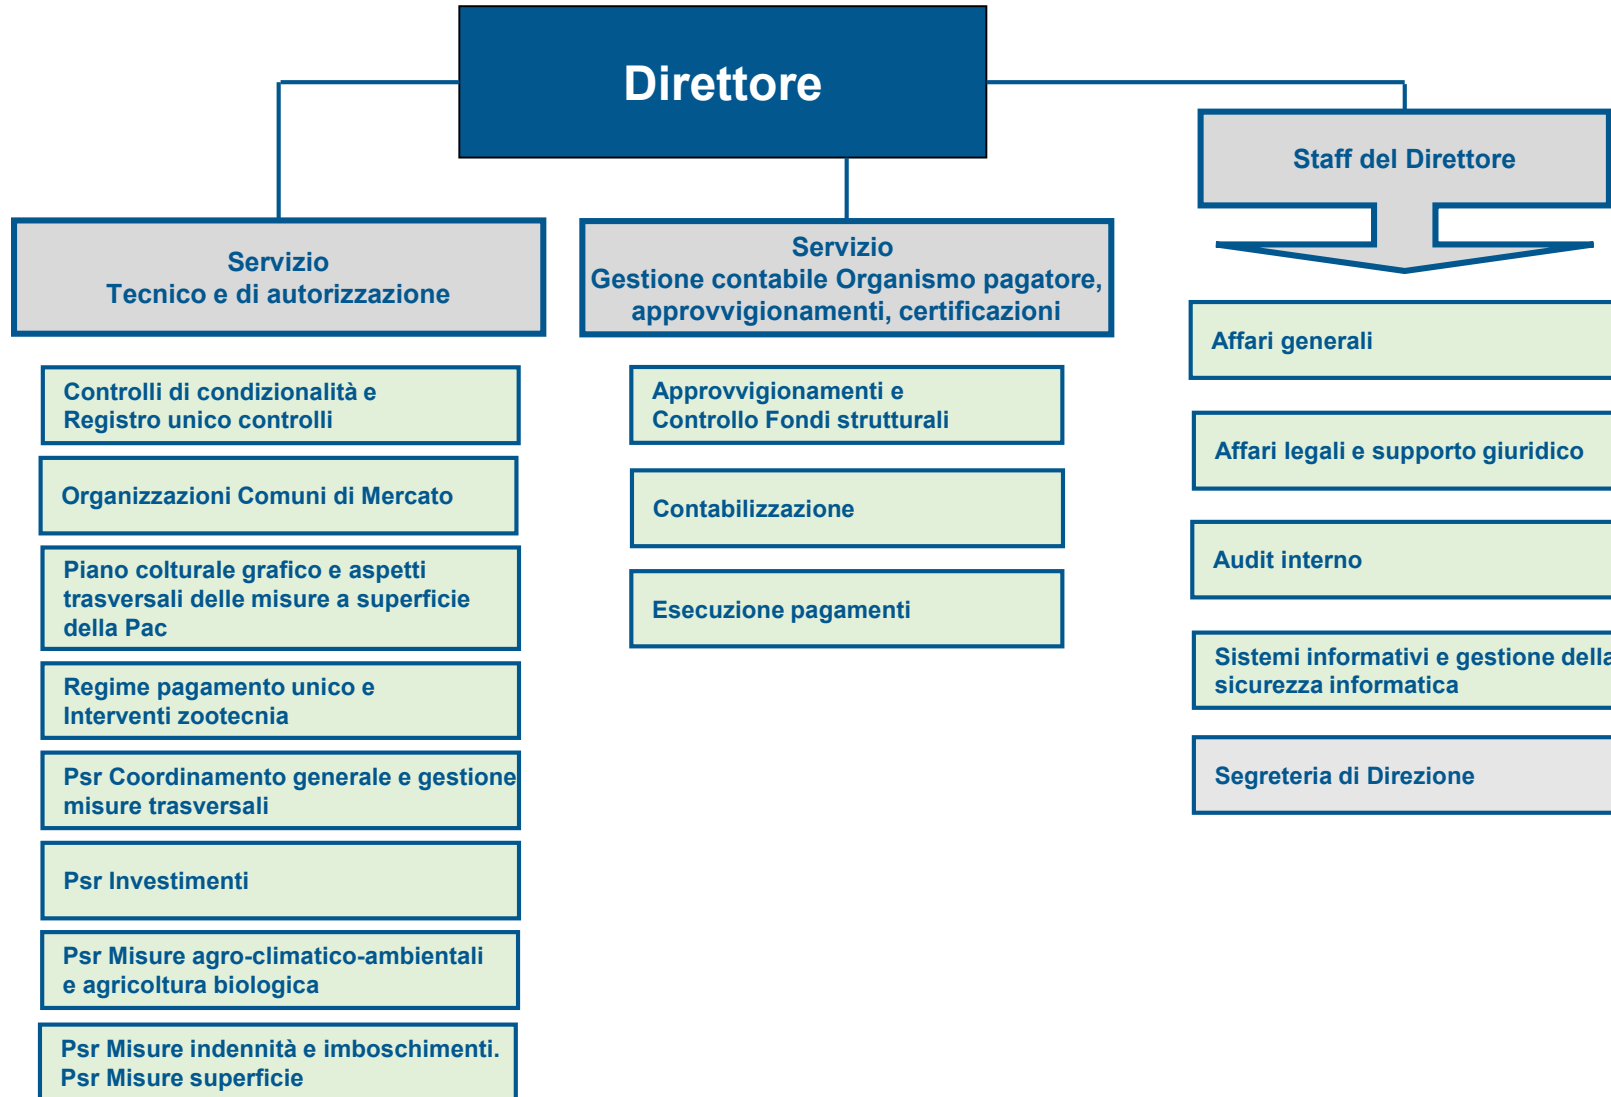 Direttore
Staff del Direttore
Servizio
Tecnico e di autorizzazione
Servizio
Gestione contabile Organismo pagatore,
approvvigionamenti, certificazioni
Controlli di condizionalità e
Registro unico controlli
Organizzazioni Comuni di Mercato
Piano colturale grafico e aspetti
trasversali delle misure a superficie
della Pac
Regime pagamento unico e
Interventi zootecnia
Psr Coordinamento generale e gestione
misure trasversali
Psr Investimenti
Psr Misure agro-climatico-ambientali
e agricoltura biologica
Psr Misure indennità e imboschimenti.
Psr Misure superficie
Approvvigionamenti e
Controllo Fondi strutturali
Contabilizzazione
Esecuzione pagamenti
Affari generali
Affari legali e supporto giuridico
Audit interno
Sistemi informativi e gestione della
sicurezza informatica
Segreteria di Direzione